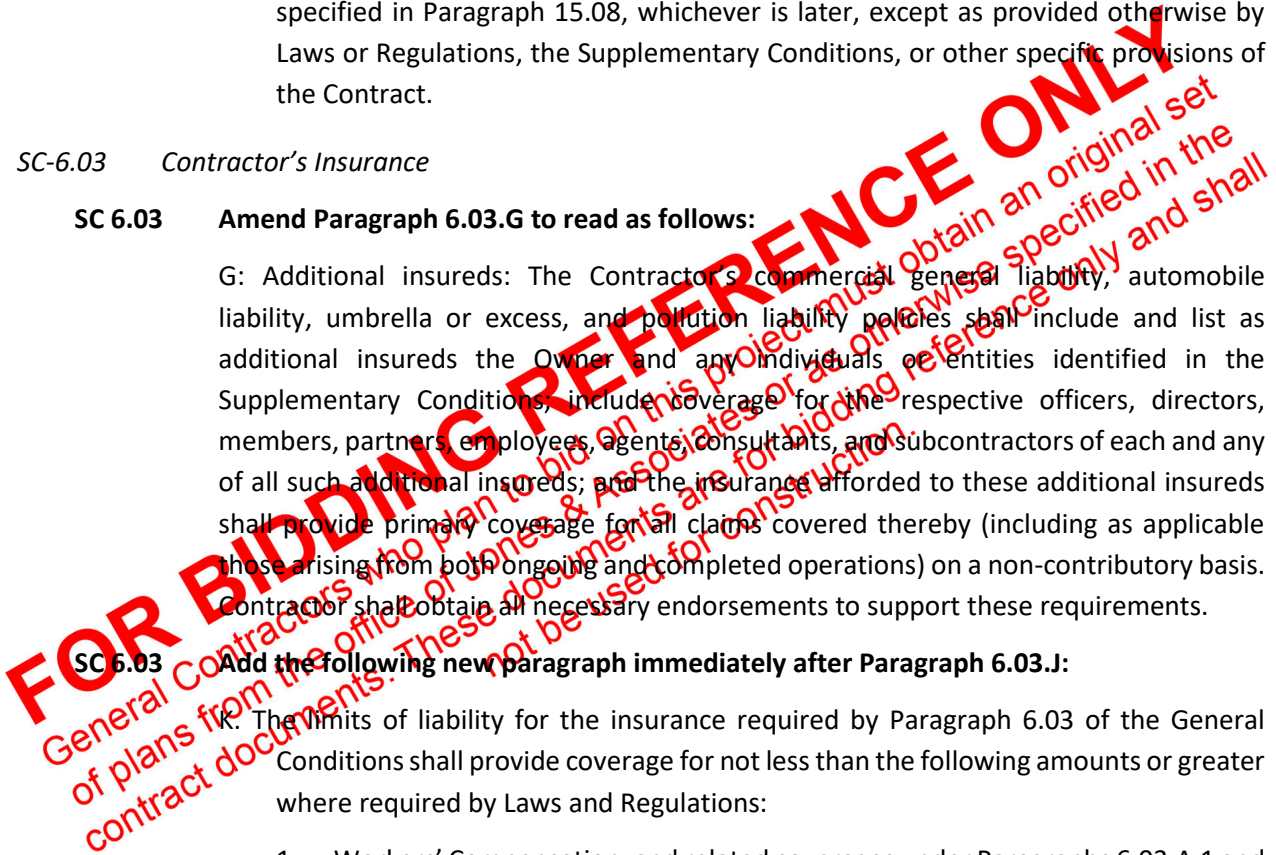 specified in Paragraph 15.08, whichever is later, except as provided otherwise by
Laws or Regulations, the Supplementary Conditions, or other specific provisions of
the Contract.
SC-6.03 Contractor's Insurance
SC 6.03 Amend Paragraph 6.03.G to read as follows:
G: Additional insureds: The Contractor's commercial general liability, automobile
liability, umbrella or excess, and pollution liability policies shall include and list as
additional insureds the Owner and any individuals or entities identified in the
Supplementary Conditions; include coverage for the respective officers, directors,
members, partners, employees, agents, consultants, and subcontractors of each and any
of all such additional insureds; and the insurance afforded to these additional insureds
shall provide primary coverage for all claims covered thereby (including as applicable
those arising from both ongoing and completed operations) on a non-contributory basis.
Contractor shall obtain all necessary endorsements to support these requirements.
SC 6.03 Add the following new paragraph immediately after Paragraph 6.03.J:
K. The limits of liability for the insurance required by Paragraph 6.03 of the General
Conditions shall provide coverage for not less than the following amounts or greater
where required by Laws and Regulations:
1. Workers' Compensation, and related coverage under Paragraphs 6.03.A.1 and
FOR BIDDING REFERENCE ONLY
General Contractors who plan to bid on this project must obtain an original set
of plans from the office of Jones & Associates or as otherwise specified in the
contract documents. These documents are for bidding reference only and shall
not be used for construction.